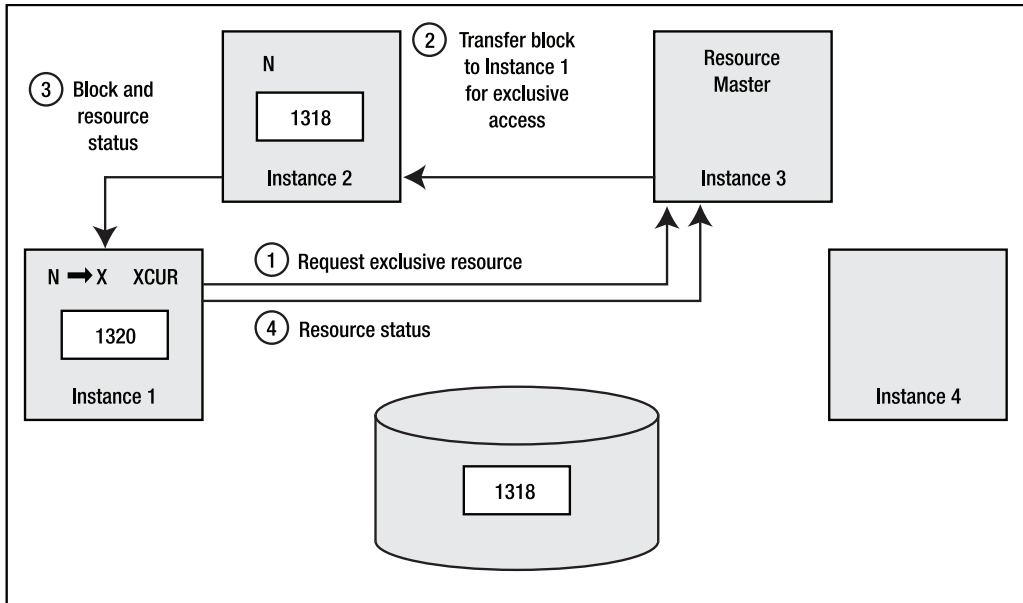 N
1318
Instance 2
2 Transfer block
to Instance 1
for exclusive
access
Resource
Master
Instance 3
3 Block and
resource
status
N X XCUR
1320
Instance 1
1 Request exclusive resource
4 Resource status
Instance 4
1318